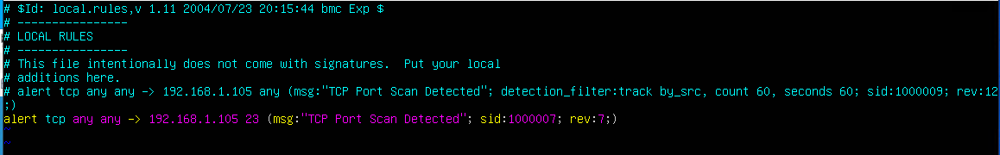 # $Id: local.rules,v 1.11 2004/07/23 20:15:44 bmc Exp $
# ----------------
# LOCAL RULES
# ----------------
# This file intentionally does not come with signatures.  Put your local
# additions here.
# alert tcp any any -> 192.168.1.105 any (msg:"TCP Port Scan Detected"; detection_filter:track by_src, count 60, seconds 60; sid:1000009; rev:12
;)
alert tcp any any -> 192.168.1.105 23 (msg:"TCP Port Scan Detected"; sid:1000007; rev:7;)
~
~